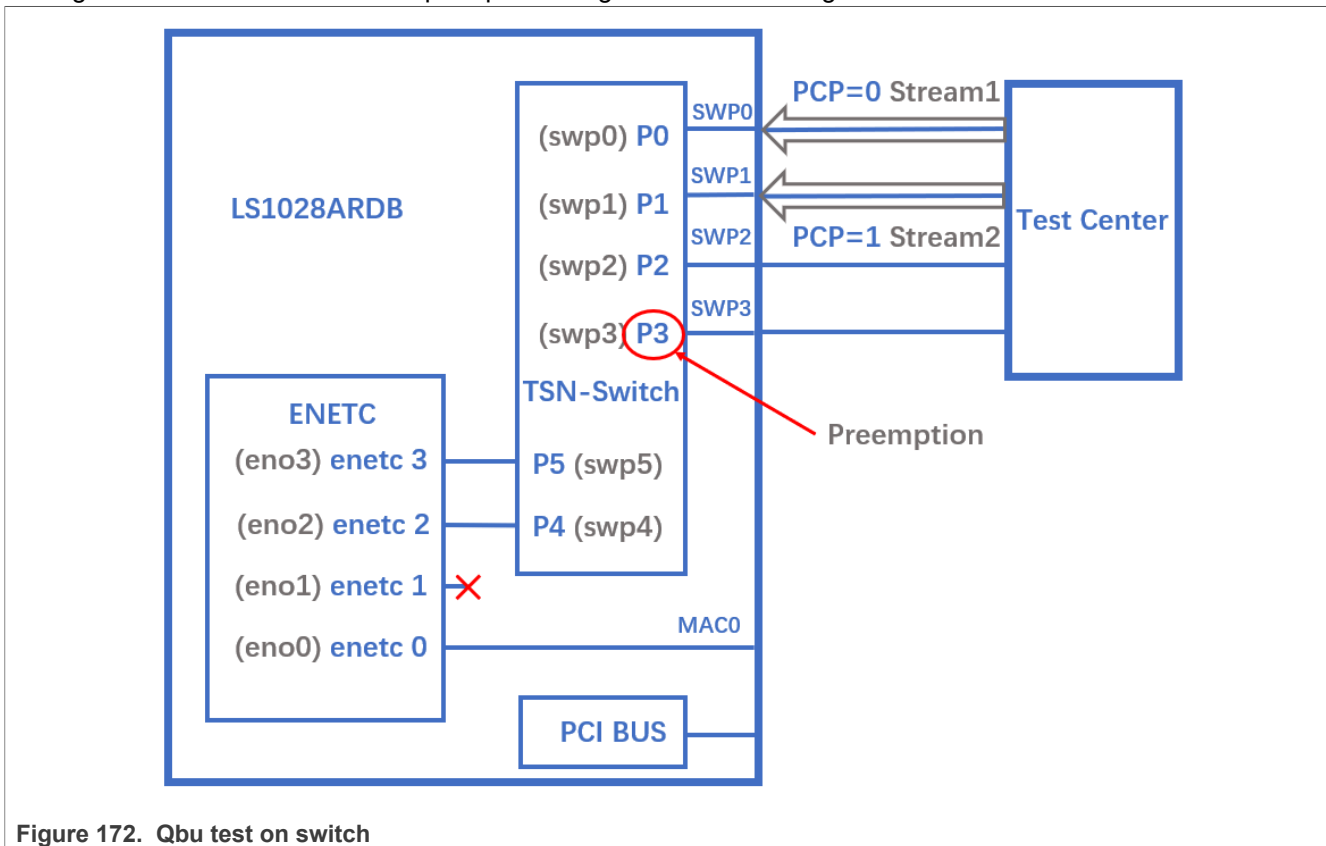 PCP=0 Stream1
SWP0
(swp0) P0
SWP1
(swp1) P1
LS1028ARDB
Test Center
PCP=1 Stream2
SWP2
(swp2) P2
SWP3
(swp3) P3
TSN-Switch
Preemption
ENETC
(eno3) enetc 3
P5 (swp5)
(eno2) enetc 2
P4 (swp4)
(eno1) enetc 1
MAC0
(eno0) enetc 0
PCI BUS
Figure 172. Qbu test on switch